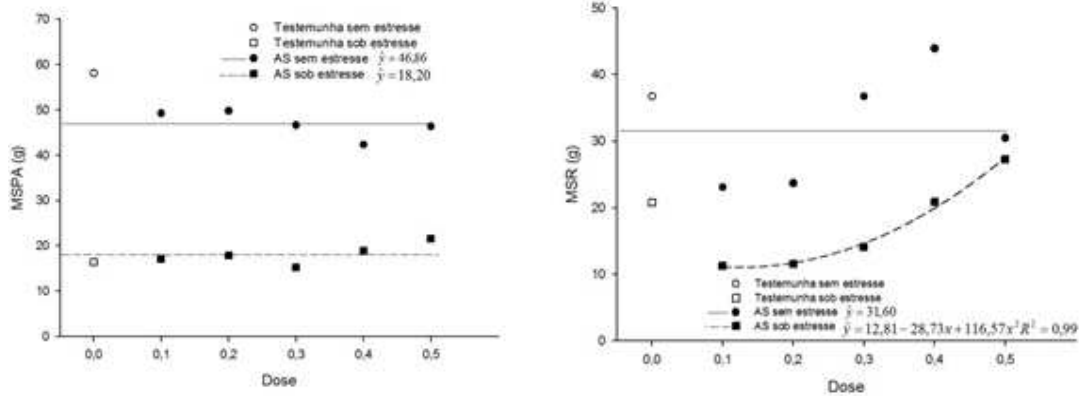 70
60
50
40
30
20
10
0
MSPA (g)
Testemunha sem estresse
Testemunha sob estresse
AS sem estresse ŷ=46,86
AS sob estresse ŷ=18,20
0,0 0,1 0,2 0,3 0,4 0,5
Dose
50
40
30
20
10
0
MSR (g)
Testemunha sem estresse
Testemunha sob estresse
AS sem estresse ŷ=31,60
AS sob estresse ŷ=12,81−28,73x+116,57x² R² = 0,99
0,0 0,1 0,2 0,3 0,4 0,5
Dose